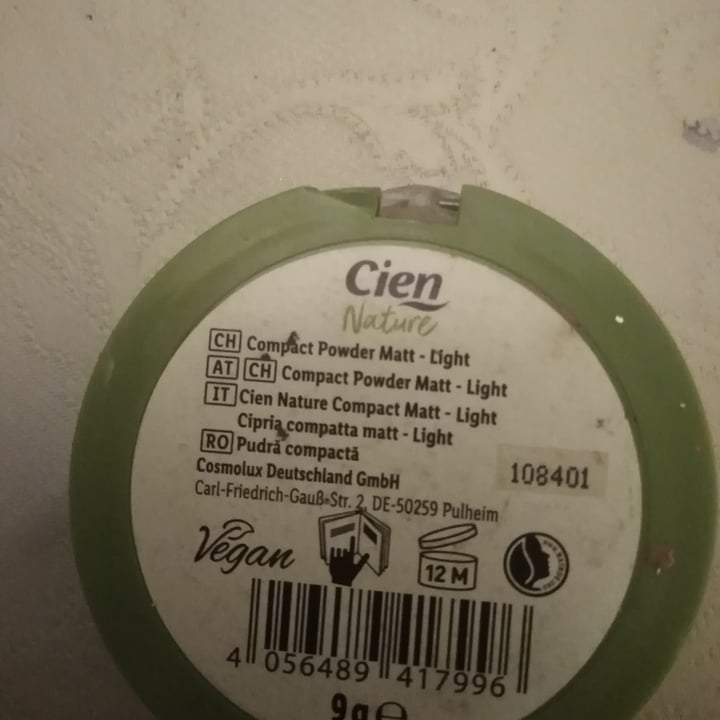 Cien
Nature
CH Compact Powder Matt - Light
AT CH Compact Powder Matt - Light
IT Cien Nature Compact Matt - Light
Cipria compatta matt - Light
RO Pudră compactă
Cosmolux Deutschland GmbH
Carl-Friedrich-Gauß-Str. 2, DE-50259 Pulheim
108401
Vegan
12 M
4 056489 417996
9g ℮